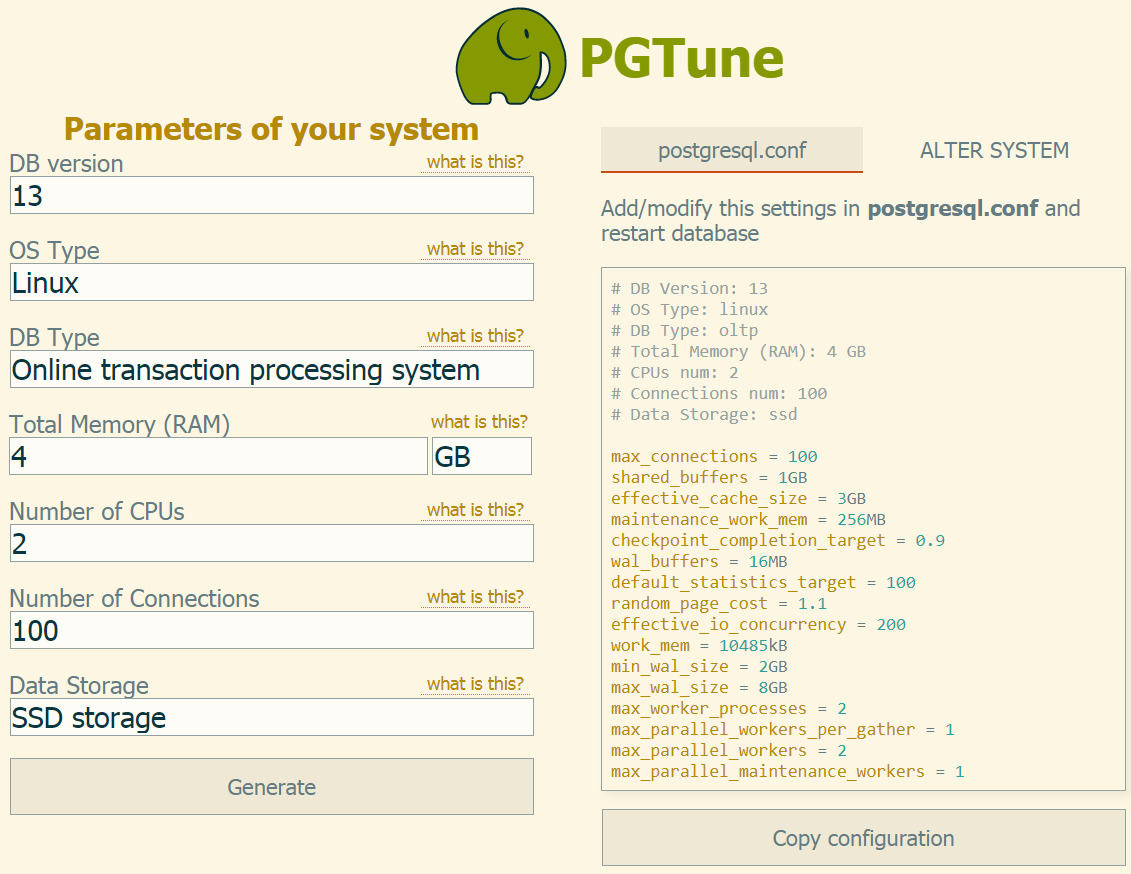 PGTune
Parameters of your system
DB version what is this?
13
OS Type what is this?
Linux
DB Type what is this?
Online transaction processing system
Total Memory (RAM) what is this?
4 GB
Number of CPUs what is this?
2
Number of Connections what is this?
100
Data Storage what is this?
SSD storage
Generate
postgresql.conf ALTER SYSTEM
Add/modify this settings in postgresql.conf and
restart database
# DB Version: 13
# OS Type: linux
# DB Type: oltp
# Total Memory (RAM): 4 GB
# CPUs num: 2
# Connections num: 100
# Data Storage: ssd
max_connections = 100
shared_buffers = 1GB
effective_cache_size = 3GB
maintenance_work_mem = 256MB
checkpoint_completion_target = 0.9
wal_buffers = 16MB
default_statistics_target = 100
random_page_cost = 1.1
effective_io_concurrency = 200
work_mem = 10485kB
min_wal_size = 2GB
max_wal_size = 8GB
max_worker_processes = 2
max_parallel_workers_per_gather = 1
max_parallel_workers = 2
max_parallel_maintenance_workers = 1
Copy configuration